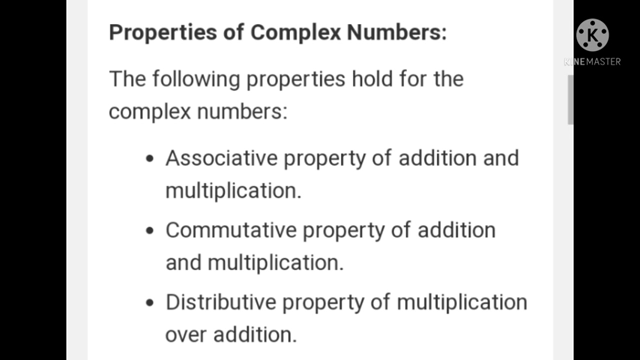 Properties of Complex Numbers:
The following properties hold for the
complex numbers:
• Associative property of addition and
multiplication.
• Commutative property of addition
and multiplication.
• Distributive property of multiplication
over addition.
K
KINEMASTER